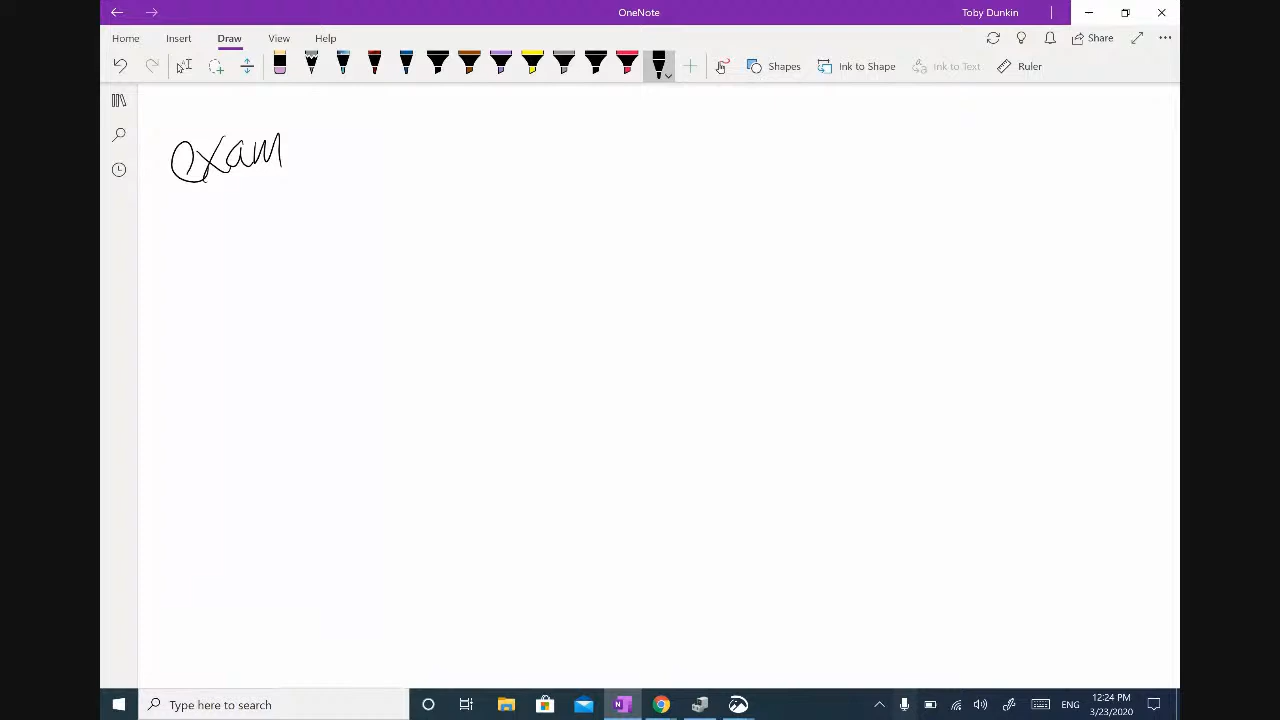 OneNote
Toby Dunkin
Home Insert Draw View Help
Share
Shapes Ink to Shape Ink to Text Ruler
exam
Type here to search
ENG
12:24 PM
3/23/2020